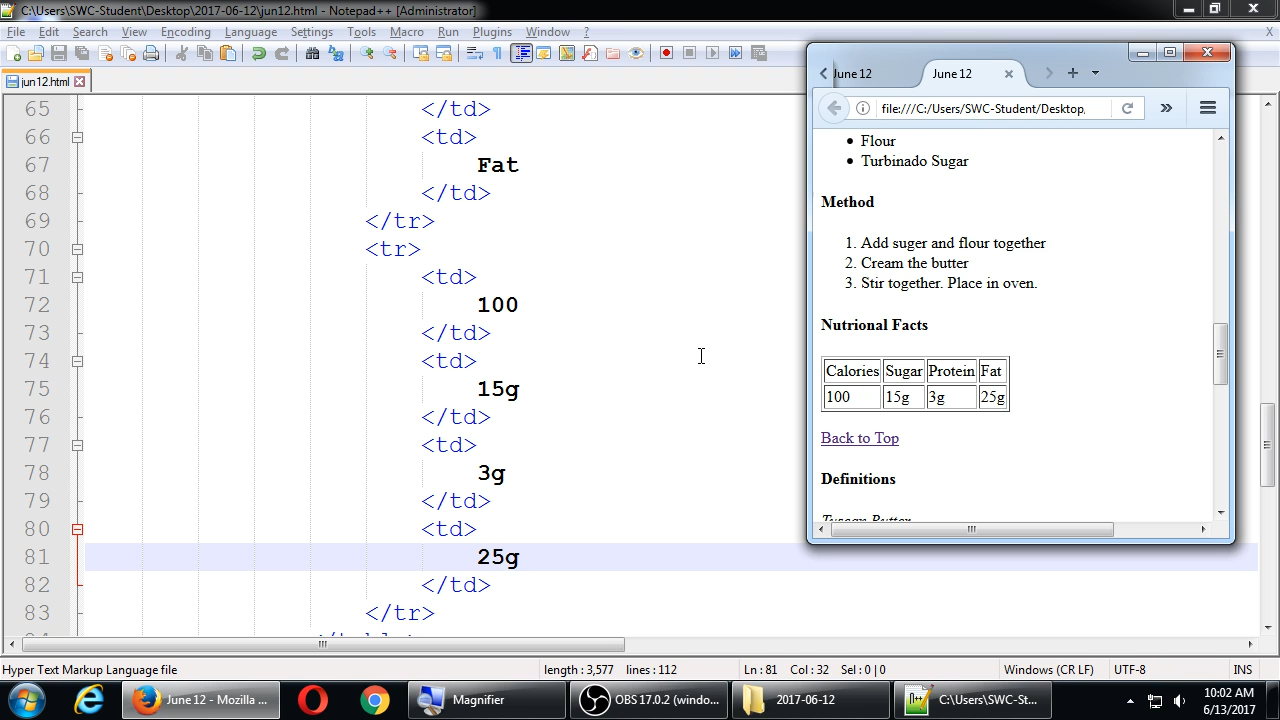 C:\Users\SWC-Student\Desktop\2017-06-12\jun12.html - Notepad++ [Administrator]
File Edit Search View Encoding Language Settings Tools Macro Run Plugins Window ? X
jun12.html
65 </td>
66 <td>
67 Fat
68 </td>
69 </tr>
70 <tr>
71 <td>
72 100
73 </td>
74 <td>
75 15g
76 </td>
77 <td>
78 3g
79 </td>
80 <td>
81 25g
82 </td>
83 </tr>
June 12
June 12
file:///C:/Users/SWC-Student/Desktop,
• Flour
• Turbinado Sugar
Method
1. Add suger and flour together
2. Cream the butter
3. Stir together. Place in oven.
Nutrional Facts
Calories Sugar Protein Fat
100 15g 3g 25g
Back to Top
Definitions
Hyper Text Markup Language file length : 3,577 lines : 112 Ln : 81 Col : 32 Sel : 0 | 0 Windows (CR LF) UTF-8 INS
June 12 - Mozilla ... Magnifier OBS 17.0.2 (windo... 2017-06-12 C:\Users\SWC-St... 10:02 AM
6/13/2017